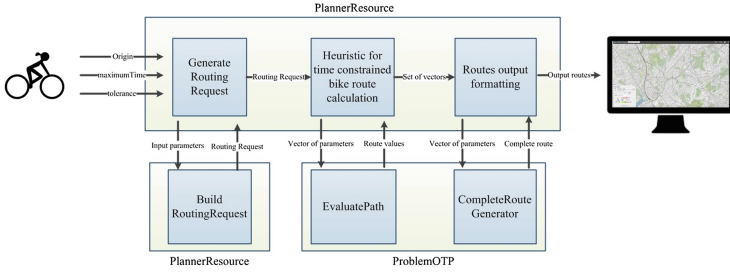 PlannerResource
Origin
maximumTime
tolerance
Generate
Routing
Request
Routing Request
Heuristic for
time constrained
bike route
calculation
Set of vectors
Routes output
formatting
Output routes
Input parameters
Routing Request
Vector of parameters
Route values
Vector of parameters
Complete route
Build
RoutingRequest
EvaluatePath
CompleteRoute
Generator
PlannerResource
ProblemOTP